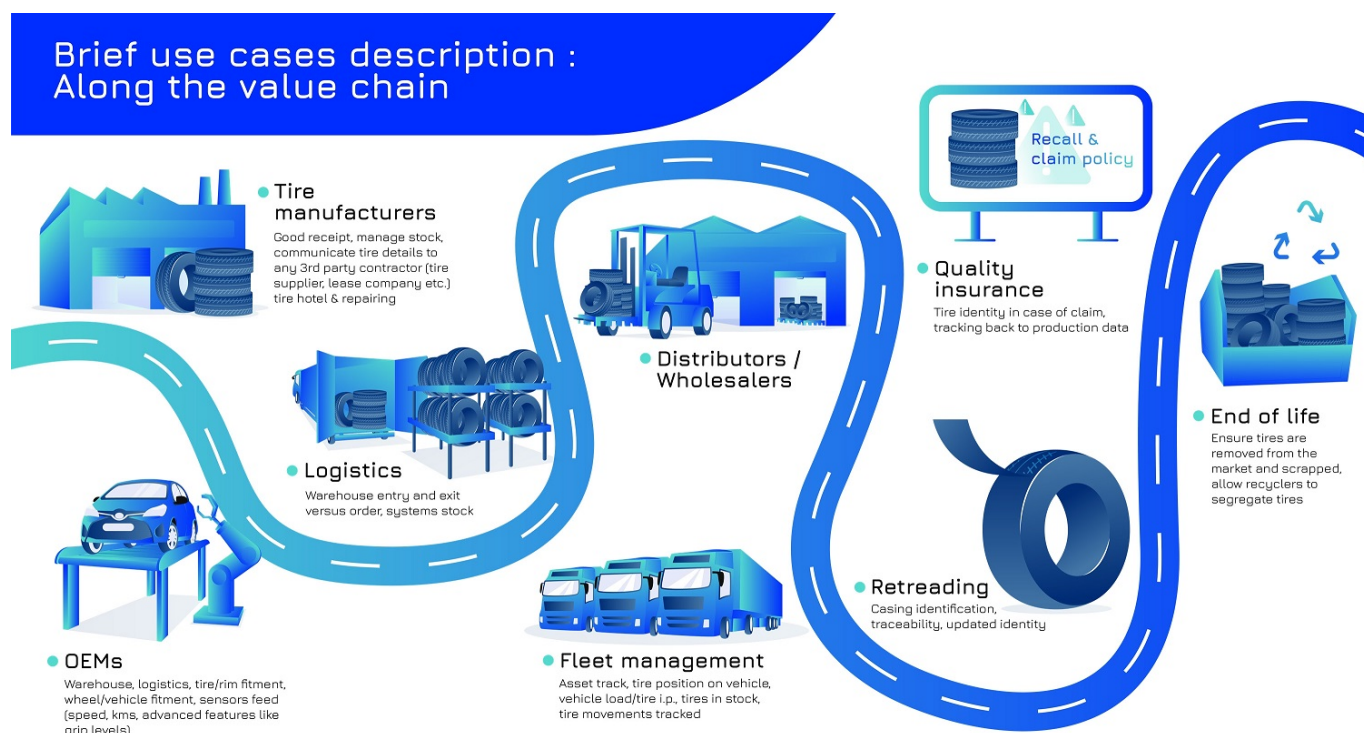 Brief use cases description :
Along the value chain
Tire
manufacturers
Good receipt, manage stock,
communicate tire details to
any 3rd party contractor (tire
supplier, lease company etc.)
tire hotel & repairing
Logistics
Warehouse entry and exit
versus order, systems stock
OEMs
Warehouse, logistics, tire/rim fitment,
wheel/vehicle fitment, sensors feed
(speed, kms, advanced features like
grip levels)
Distributors /
Wholesalers
Fleet management
Asset track, tire position on vehicle,
vehicle load/tire i.p., tires in stock,
tire movements tracked
Recall &
claim policy
Quality
insurance
Tire identity in case of claim,
tracking back to production data
Retreading
Casing identification,
traceability, updated identity
End of life
Ensure tires are
removed from the
market and scrapped,
allow recyclers to
segregate tires